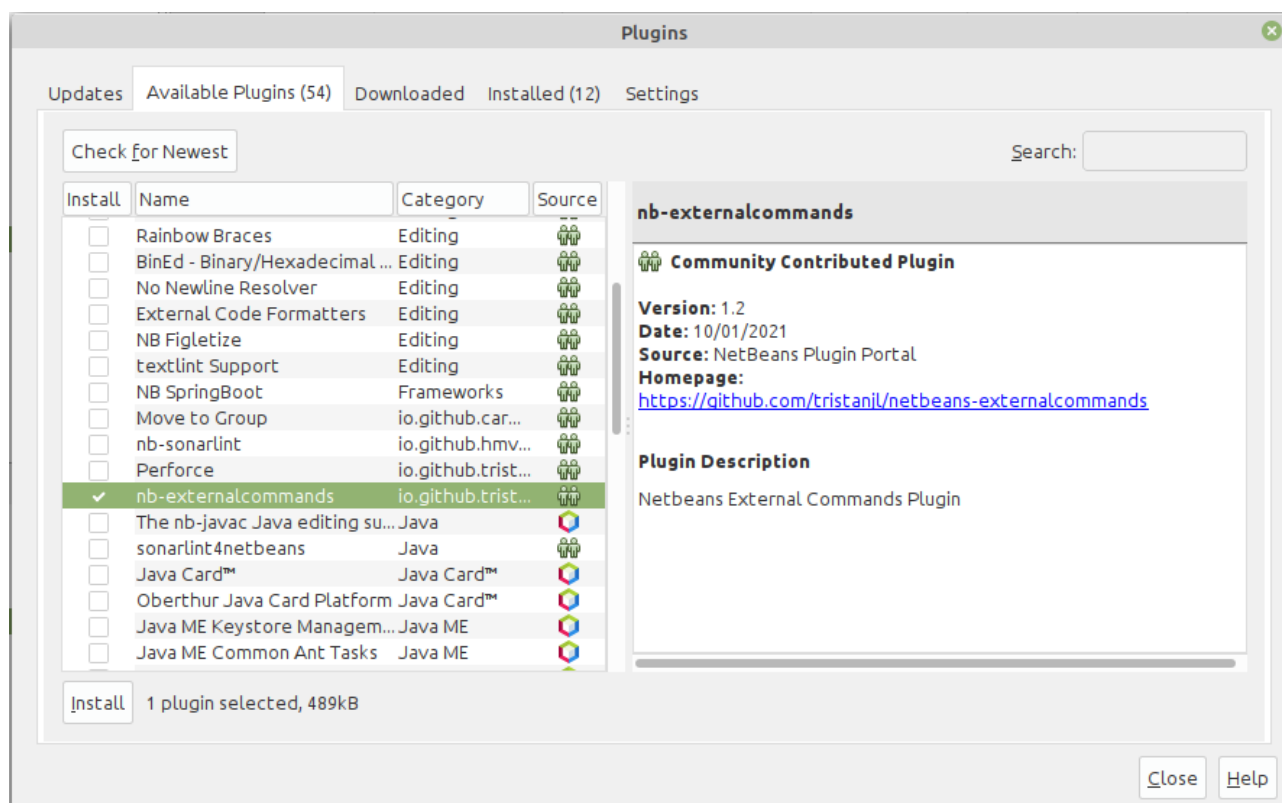 Plugins
Updates Available Plugins (54) Downloaded Installed (12) Settings
Check for Newest Search:
Install Name Category Source
Rainbow Braces Editing
BinEd - Binary/Hexadecimal ... Editing
No Newline Resolver Editing
External Code Formatters Editing
NB Figletize Editing
textlint Support Editing
NB SpringBoot Frameworks
Move to Group io.github.car...
nb-sonarlint io.github.hmv...
Perforce io.github.trist...
nb-externalcommands io.github.trist...
The nb-javac Java editing su... Java
sonarlint4netbeans Java
Java Card™ Java Card™
Oberthur Java Card Platform Java Card™
Java ME Keystore Managem... Java ME
Java ME Common Ant Tasks Java ME
nb-externalcommands
Community Contributed Plugin
Version: 1.2
Date: 10/01/2021
Source: NetBeans Plugin Portal
Homepage:
https://github.com/tristanjl/netbeans-externalcommands
Plugin Description
Netbeans External Commands Plugin
Install 1 plugin selected, 489kB
Close Help